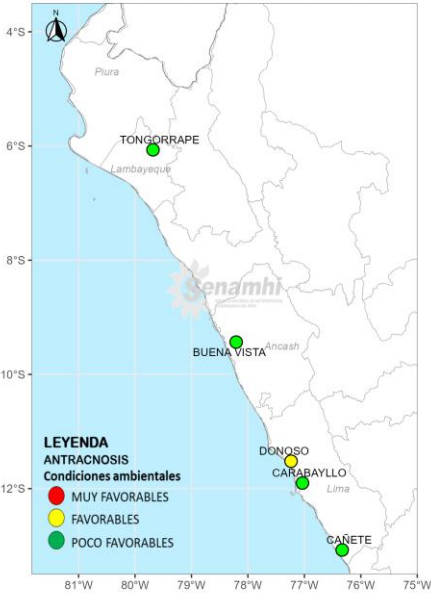 N
4°S
Piura
TONGORRAPE
6°S
Lambayeque
8°S
Senamhi
Ancash
BUENA VISTA
10°S
LEYENDA
ANTRACNOSIS
Condiciones ambientales
MUY FAVORABLES
FAVORABLES
POCO FAVORABLES
DONOSO
CARABAYLLO
12°S
Lima
CAÑETE
81°W 80°W 79°W 78°W 77°W 76°W 75°W